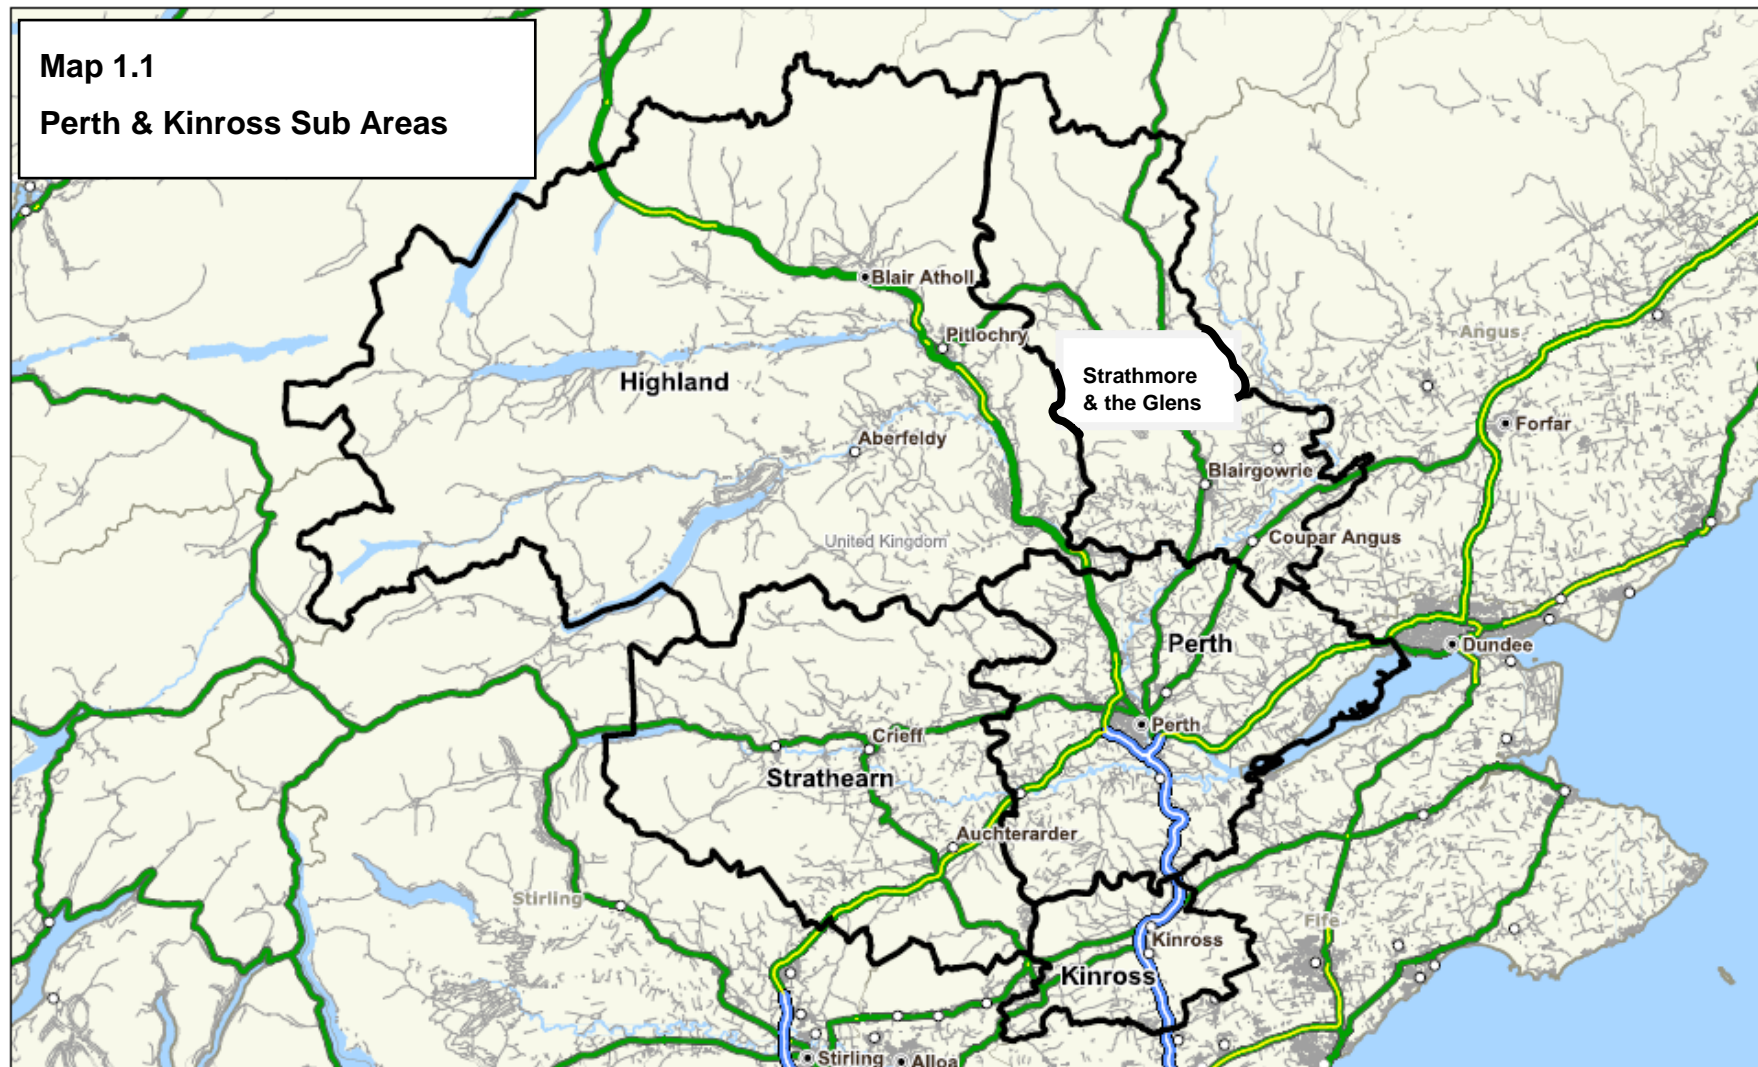 Map 1.1
Perth & Kinross Sub Areas
Blair Atholl
Pitlochry
Angus
Highland
Strathmore
& the Glens
Aberfeldy
Forfar
Blairgowrie
United Kingdom
Coupar Angus
Perth
Dundee
Perth
Crieff
Strathearn
Auchterarder
Stirling
Fife
Kinross
Kinross
Stirling
Alloa